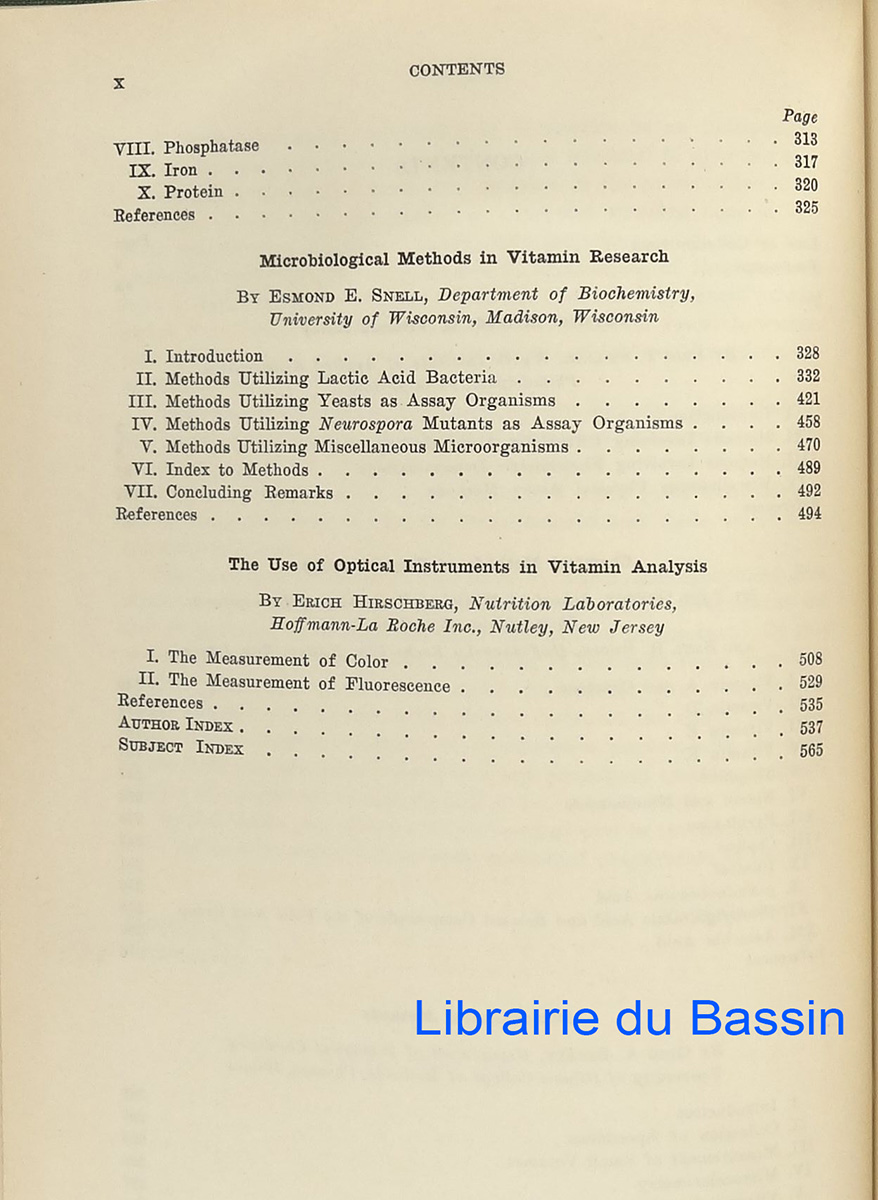 CONTENTS
X
Page
VIII. Phosphatase . . . . . . . . . . . . . . . . . . 313
IX. Iron . . . . . . . . . . . . . . . . . . . . . 317
X. Protein . . . . . . . . . . . . . . . . . . . . 320
References . . . . . . . . . . . . . . . . . . . . . 325
Microbiological Methods in Vitamin Research
BY ESMOND E. SNELL, Department of Biochemistry,
University of Wisconsin, Madison, Wisconsin
I. Introduction . . . . . . . . . . . . . . . . . . 328
II. Methods Utilizing Lactic Acid Bacteria . . . . . . . . . . 332
III. Methods Utilizing Yeasts as Assay Organisms . . . . . . . . 421
IV. Methods Utilizing Neurospora Mutants as Assay Organisms . . . . 458
V. Methods Utilizing Miscellaneous Microorganisms . . . . . . . . 470
VI. Index to Methods . . . . . . . . . . . . . . . . . 489
VII. Concluding Remarks . . . . . . . . . . . . . . . . 492
References . . . . . . . . . . . . . . . . . . . . . 494
The Use of Optical Instruments in Vitamin Analysis
BY ERICH HIRSCHBERG, Nutrition Laboratories,
Hoffmann-La Roche Inc., Nutley, New Jersey
I. The Measurement of Color . . . . . . . . . . . . . . 508
II. The Measurement of Fluorescence . . . . . . . . . . . . 529
References . . . . . . . . . . . . . . . . . . . . . 535
AUTHOR INDEX . . . . . . . . . . . . . . . . . . . . 537
SUBJECT INDEX . . . . . . . . . . . . . . . . . . . 565
Librairie du Bassin